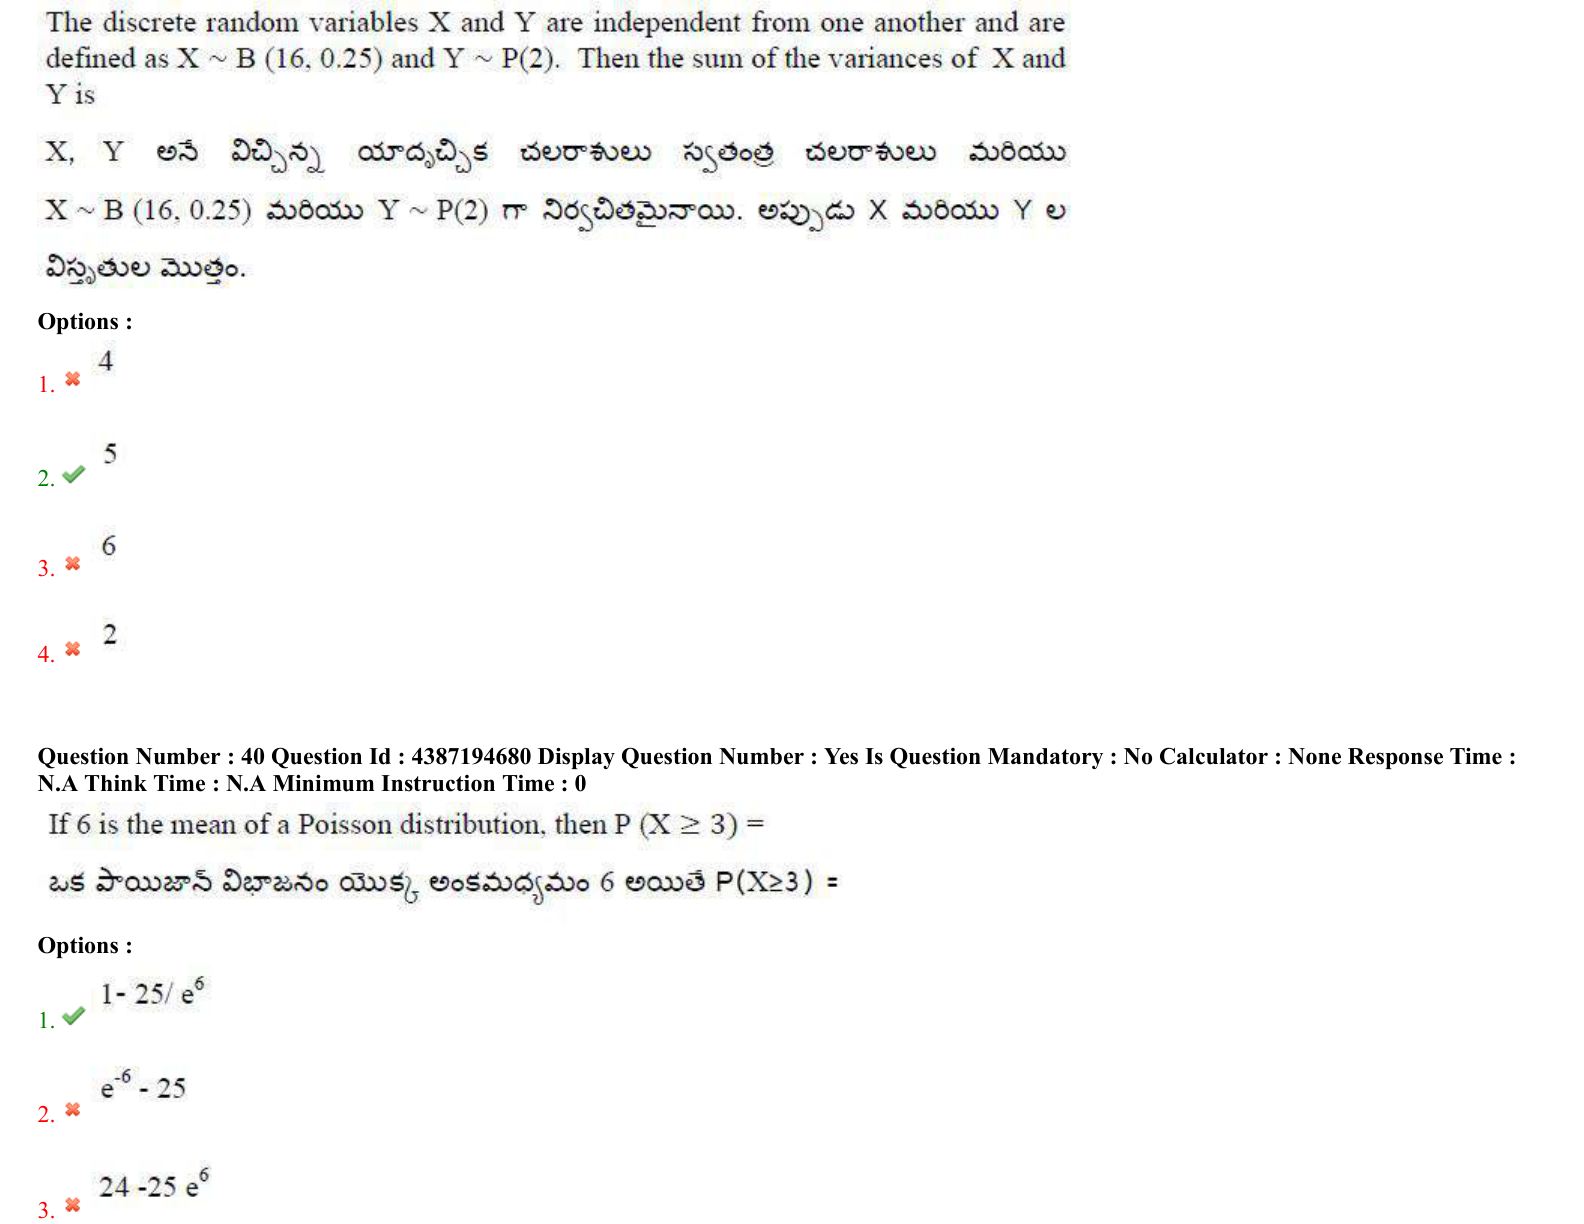 The discrete random variables X and Y are independent from one another and are
defined as X ~ B (16, 0.25) and Y ~ P(2). Then the sum of the variances of X and
Y is
X, Y అనే విచ్చిన్న యాదృచ్చిక చలరాశులు స్వతంత్ర చలరాశులు మరియు
X ~ B (16, 0.25) మరియు Y ~ P(2) గా నిర్వచితమైనాయి. అప్పుడు X మరియు Y ల
విస్తృతుల మొత్తం.
Options :
1. 4
2. 5
3. 6
4. 2
Question Number : 40 Question Id : 4387194680 Display Question Number : Yes Is Question Mandatory : No Calculator : None Response Time :
N.A Think Time : N.A Minimum Instruction Time : 0
If 6 is the mean of a Poisson distribution, then P (X ≥ 3) =
ఒక పాయిజాన్ విభాజనం యొక్క అంకమధ్యమం 6 అయితే P(X≥3) =
Options :
1. 1- 25/ e⁶
2. e⁻⁶ - 25
3. 24 -25 e⁶